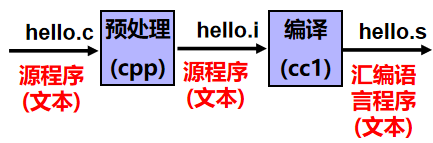 hello.c
预处理
(cpp)
hello.i
编译
(cc1)
hello.s
源程序
(文本)
源程序
(文本)
汇编语
言程序
(文本)